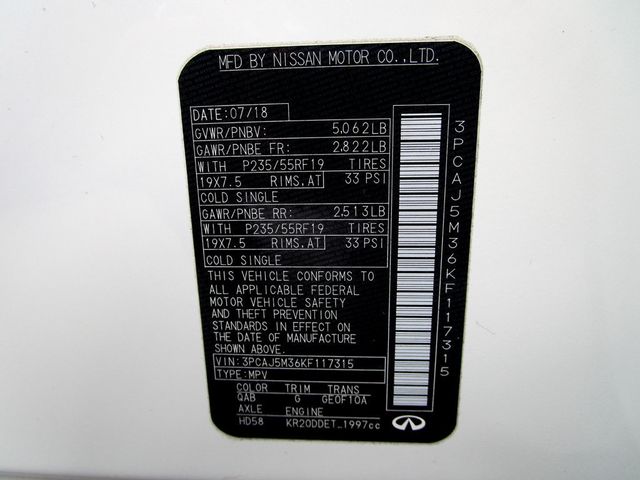 MFD BY NISSAN MOTOR CO.,LTD.
DATE:07/18
GVWR/PNBV: 5.062LB
GAWR/PNBE FR: 2.822LB
WITH P235/55RF19 TIRES
19X7.5 RIMS.AT 33 PSI
COLD SINGLE
GAWR/PNBE RR: 2.513LB
WITH P235/55RF19 TIRES
19X7.5 RIMS.AT 33 PSI
COLD SINGLE
THIS VEHICLE CONFORMS TO
ALL APPLICABLE FEDERAL
MOTOR VEHICLE SAFETY
AND THEFT PREVENTION
STANDARDS IN EFFECT ON
THE DATE OF MANUFACTURE
SHOWN ABOVE.
VIN:3PCAJ5M36KF117315
TYPE:MPV
COLOR TRIM TRANS
QAB G GE0F10A
AXLE ENGINE
HD58 KR20DDET..1997cc
3PCAJ5M36KF117315